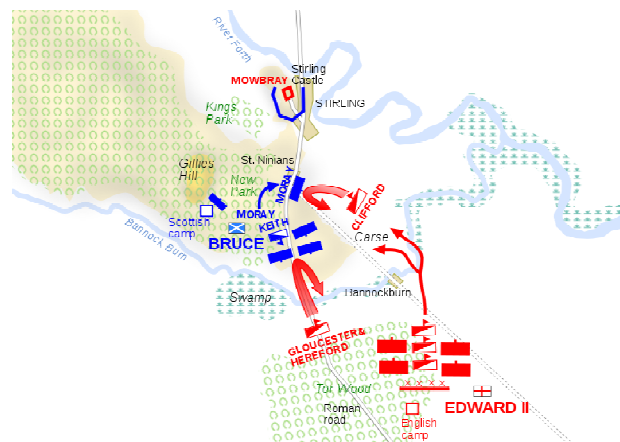 River Forth
Stirling
Castle
MOWBRAY
STIRLING
Kings
Park
St. Ninians
Gillies
Hill
New
Park
MORAY
CLIFFORD
MORAY
Scottish
camp
KEITH
BRUCE
Carse
Bannock Burn
Swamp
Bannockburn
GLOUCESTER &
HEREFORD
Tor Wood
Roman
road
EDWARD II
English
camp